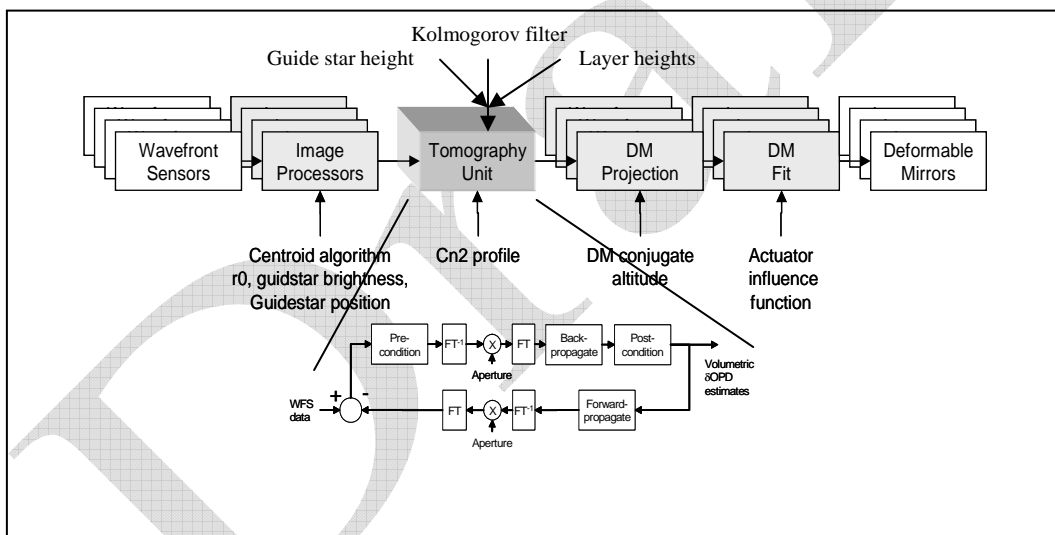 Kolmogorov filter
Guide star height
Layer heights
Wavefront
Sensors
Image
Processors
Tomography
Unit
DM
Projection
DM
Fit
Deformable
Mirrors
Centroid algorithm
r0, guidstar brightness,
Guidestar position
Cn2 profile
DM conjugate
altitude
Actuator
influence
function
Pre-
condition
FT-1
X
Aperture
FT
Back-
propagate
Post-
condition
Volumetric
δOPD
estimates
+
-
WFS
data
FT
X
Aperture
FT-1
Forward-
propagate